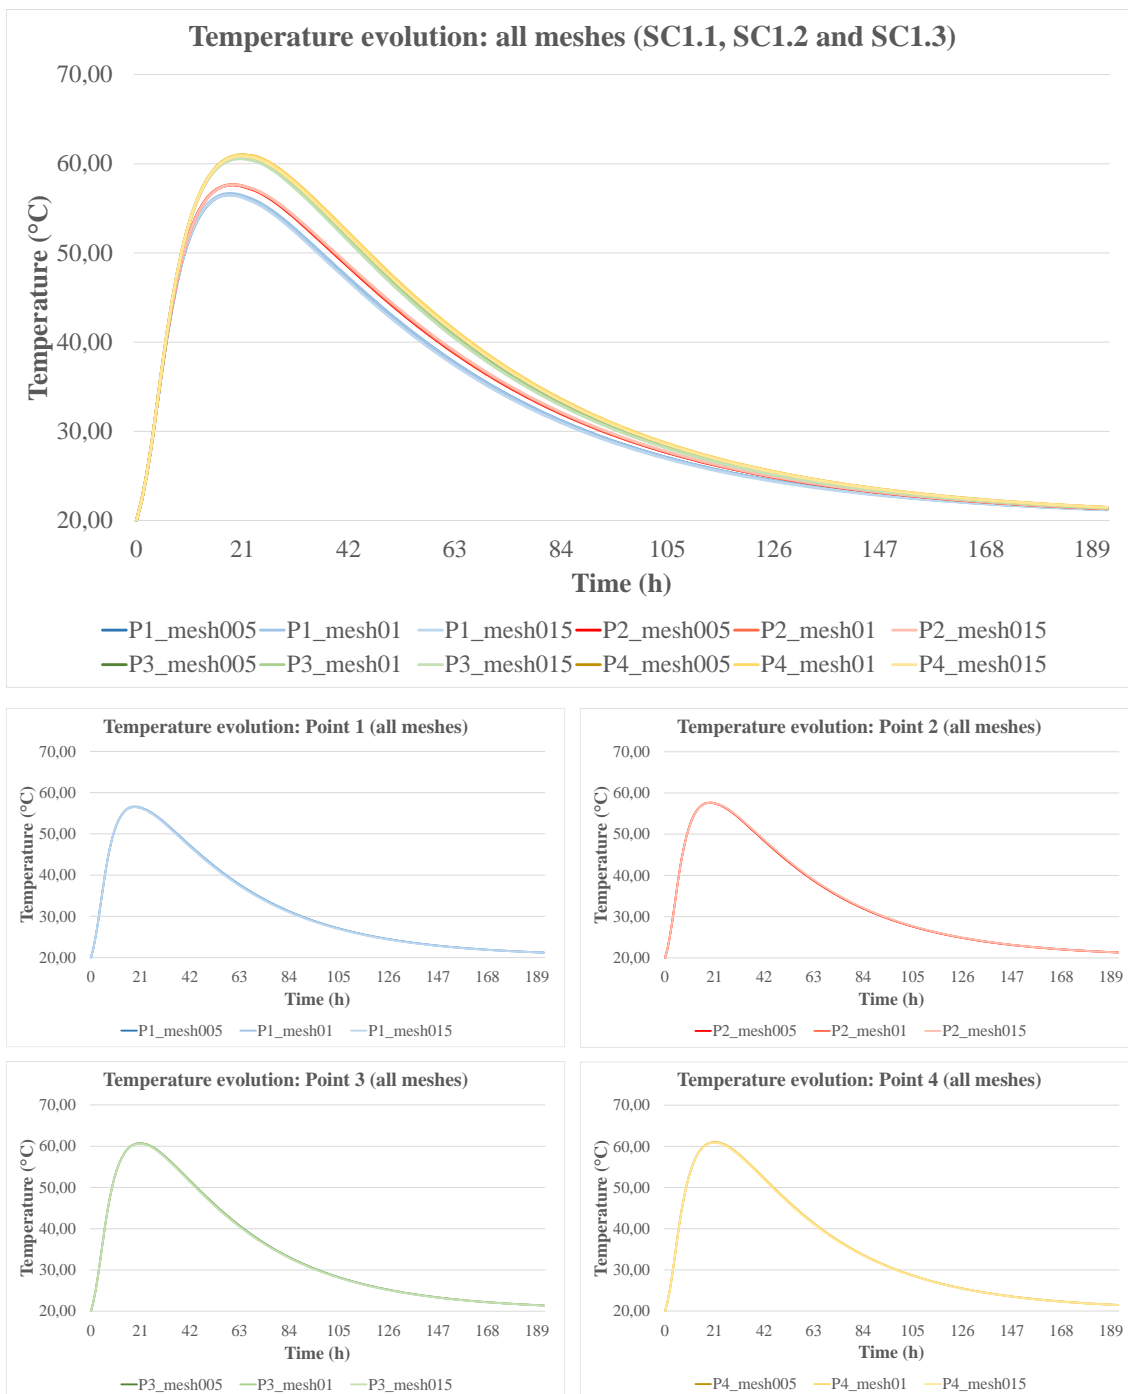 Temperature evolution: all meshes (SC1.1, SC1.2 and SC1.3)
70,00
60,00
50,00
40,00
30,00
20,00
Temperature (°C)
0 21 42 63 84 105 126 147 168 189
Time (h)
P1_mesh005 P1_mesh01 P1_mesh015 P2_mesh005 P2_mesh01 P2_mesh015
P3_mesh005 P3_mesh01 P3_mesh015 P4_mesh005 P4_mesh01 P4_mesh015
Temperature evolution: Point 1 (all meshes)
70,00
60,00
50,00
40,00
30,00
20,00
Temperature (°C)
0 21 42 63 84 105 126 147 168 189
Time (h)
P1_mesh005 P1_mesh01 P1_mesh015
Temperature evolution: Point 2 (all meshes)
70,00
60,00
50,00
40,00
30,00
20,00
Temperature (°C)
0 21 42 63 84 105 126 147 168 189
Time (h)
P2_mesh005 P2_mesh01 P2_mesh015
Temperature evolution: Point 3 (all meshes)
70,00
60,00
50,00
40,00
30,00
20,00
Temperature (°C)
0 21 42 63 84 105 126 147 168 189
Time (h)
P3_mesh005 P3_mesh01 P3_mesh015
Temperature evolution: Point 4 (all meshes)
70,00
60,00
50,00
40,00
30,00
20,00
Temperature (°C)
0 21 42 63 84 105 126 147 168 189
Time (h)
P4_mesh005 P4_mesh01 P4_mesh015